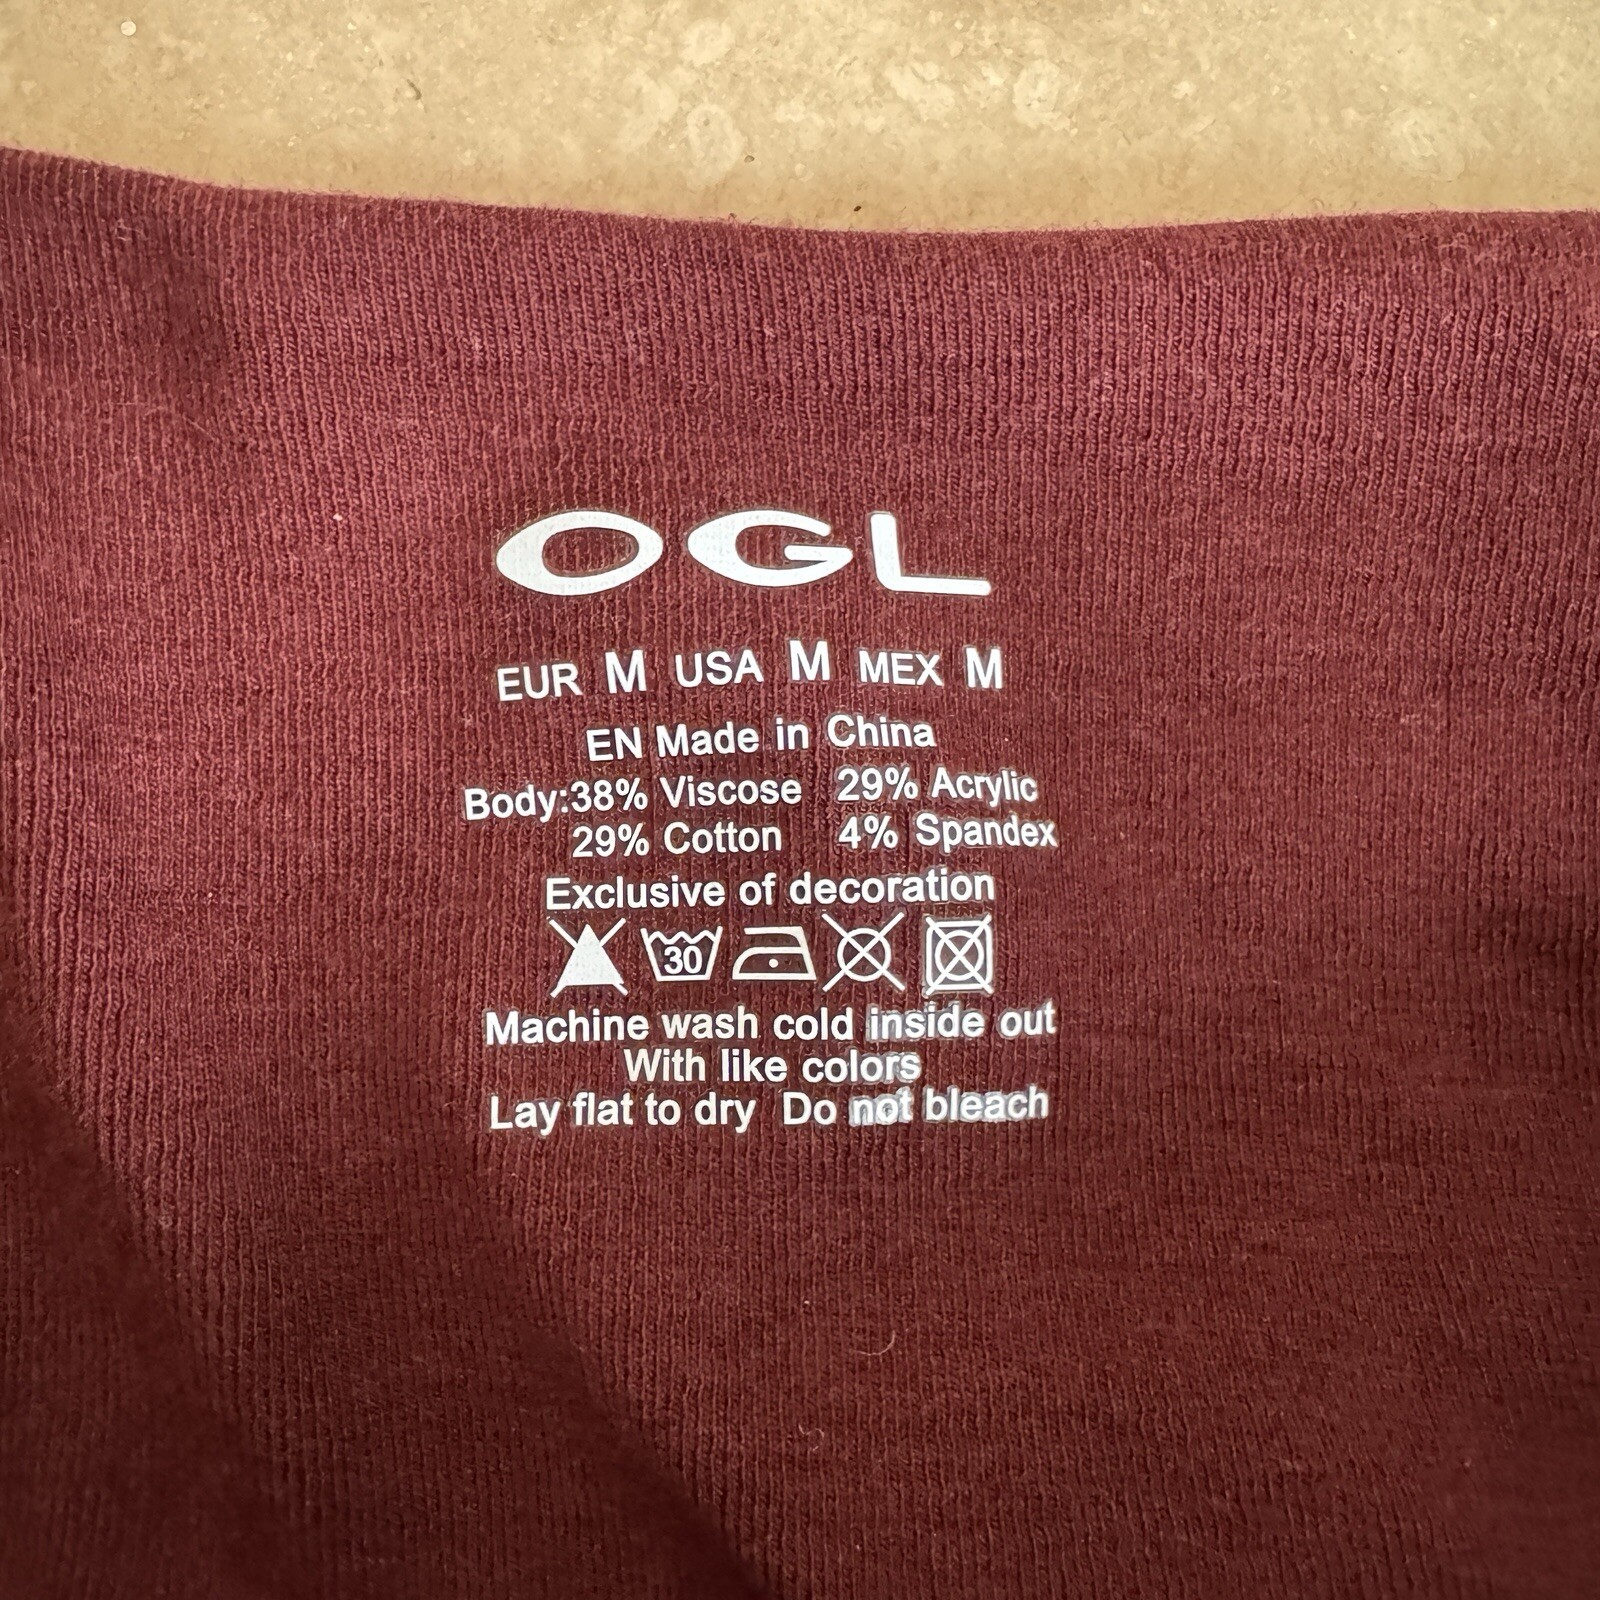 OGL
EUR M USA M MEX M
EN Made in China
Body:38% Viscose 29% Acrylic
29% Cotton 4% Spandex
Exclusive of decoration
30
Machine wash cold inside out
With like colors
Lay flat to dry Do not bleach